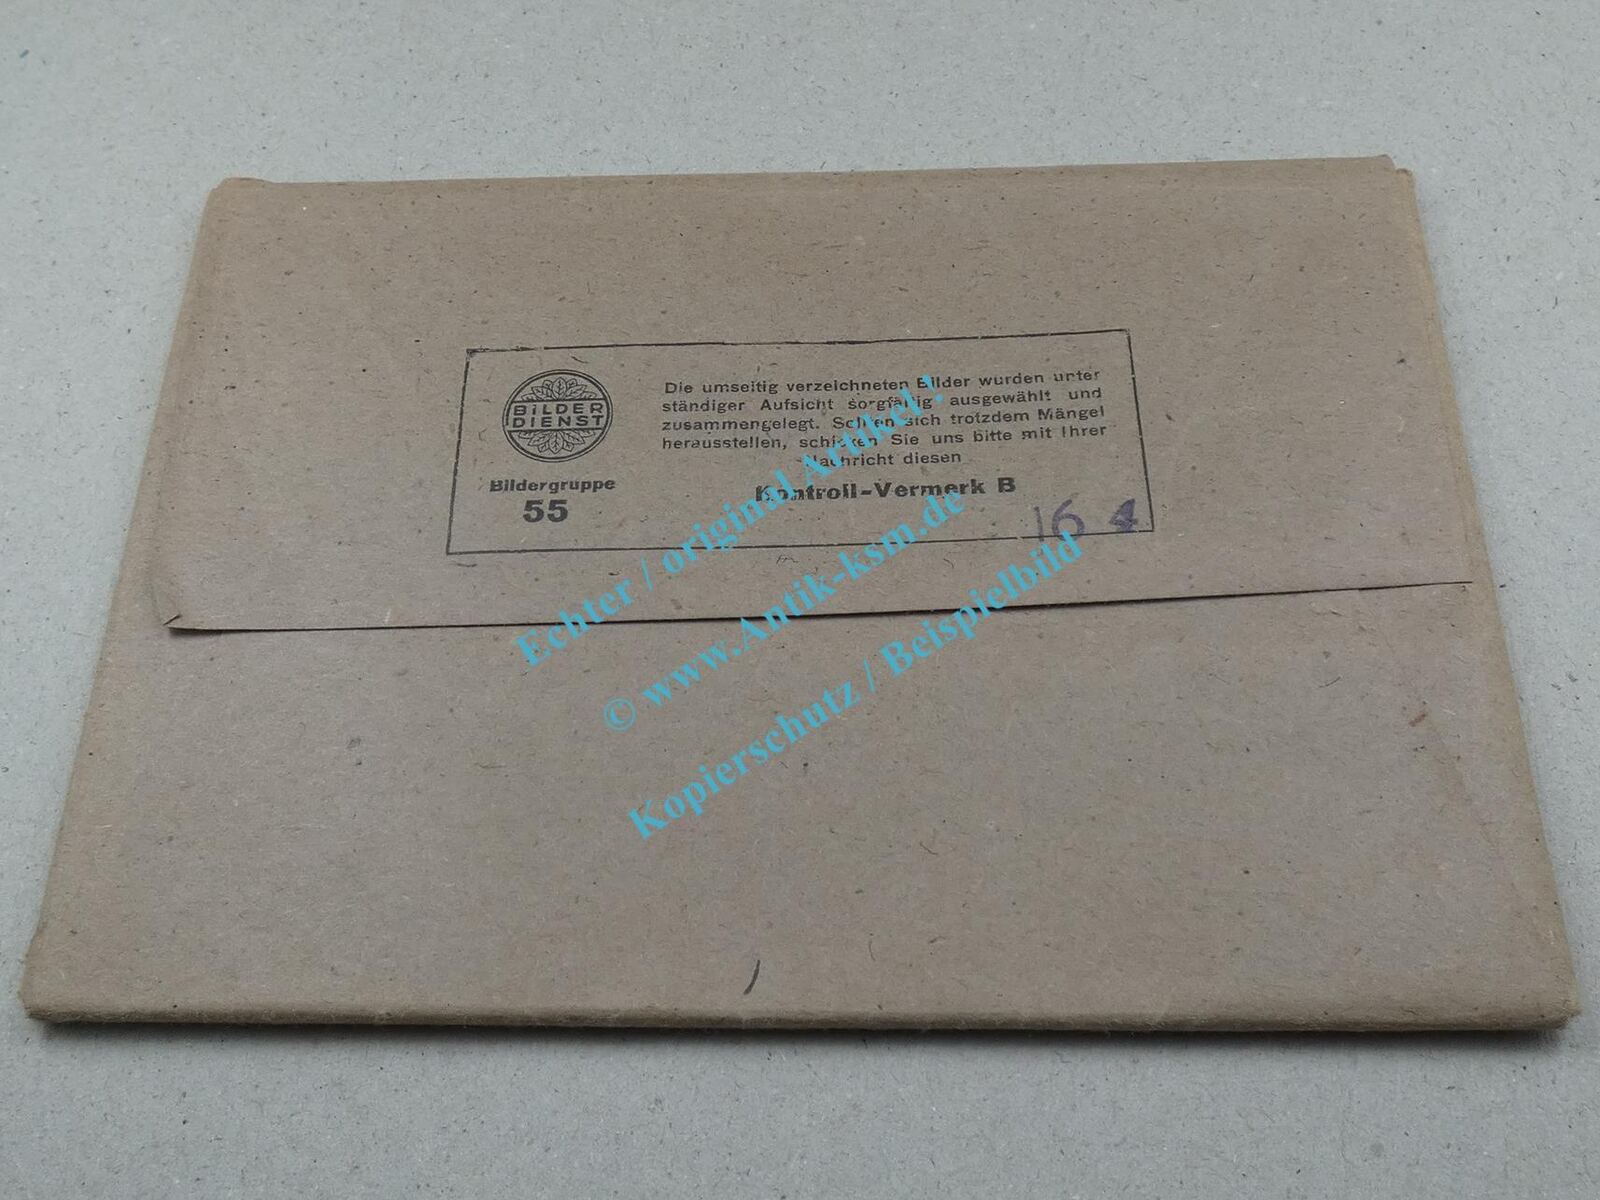 BILDER
DIENST
Bildergruppe
55
Die umseitig verzeichneten Bilder wurden unter
ständiger Aufsicht sorgfältig ausgewählt und
zusammengelegt. Sollten sich trotzdem Mängel
herausstellen, schicken Sie uns bitte mit Ihrer
Nachricht diesen
Kontroll-Vermerk B
16 4
Echter / original Artikel !
© www.Antik-ksm.de
Kopierschutz / Beispielbild